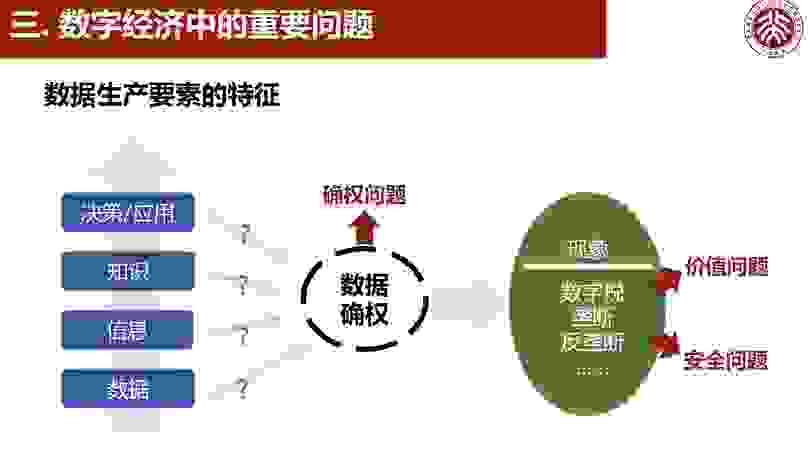 三. 数字经济中的重要问题
数据生产要素的特征
决策/应用
知识
信息
数据
?
?
?
?
确权问题
数据
确权
现象
数字税
垄断
反垄断
......
价值问题
安全问题